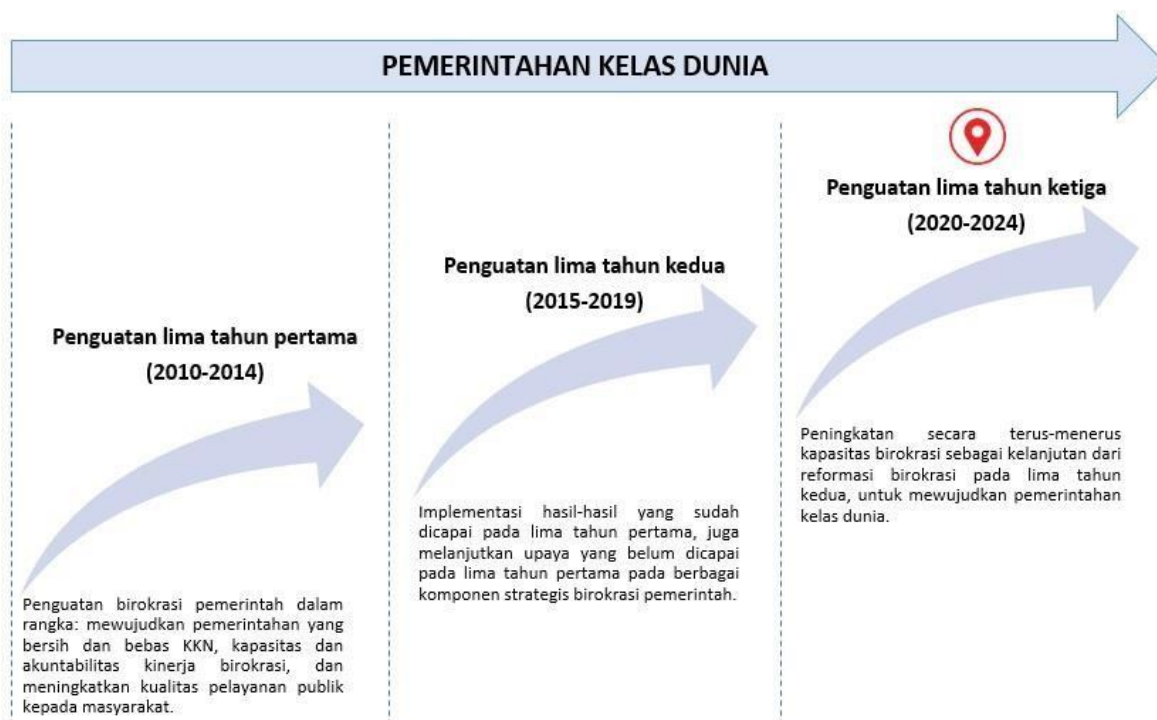 PEMERINTAHAN KELAS DUNIA
Penguatan lima tahun pertama
(2010-2014)
Penguatan birokrasi pemerintah dalam
rangka: mewujudkan pemerintahan yang
bersih dan bebas KKN, kapasitas dan
akuntabilitas kinerja birokrasi, dan
meningkatkan kualitas pelayanan publik
kepada masyarakat.
Penguatan lima tahun kedua
(2015-2019)
Implementasi hasil-hasil yang sudah
dicapai pada lima tahun pertama, juga
melanjutkan upaya yang belum dicapai
pada lima tahun pertama pada berbagai
komponen strategis birokrasi pemerintah.
Penguatan lima tahun ketiga
(2020-2024)
Peningkatan secara terus-menerus
kapasitas birokrasi sebagai kelanjutan dari
reformasi birokrasi pada lima tahun
kedua, untuk mewujudkan pemerintahan
kelas dunia.